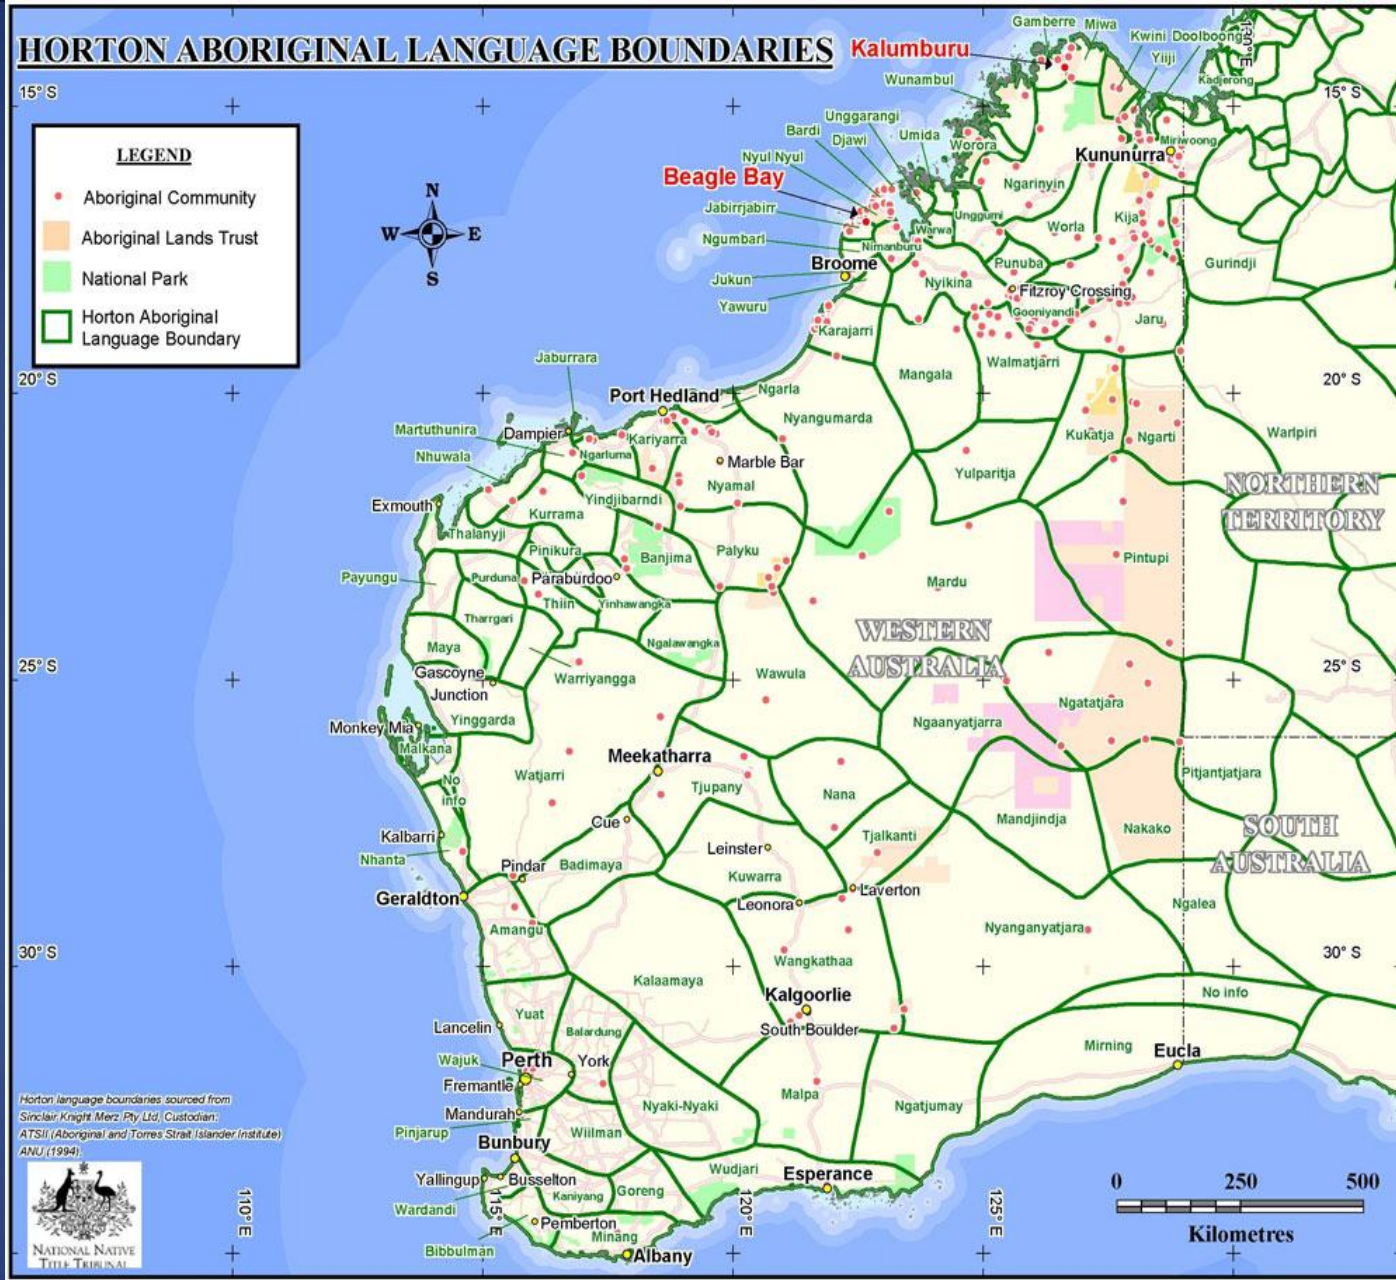 HORTON ABORIGINAL LANGUAGE BOUNDARIES
LEGEND
Aboriginal Community
Aboriginal Lands Trust
National Park
Horton Aboriginal
Language Boundary
N
W
E
S
Kalumburu
Beagle Bay
Gamberre
Miwa
Kwini
Doolboong
Yiiji
Kadjerong
Wunambul
Unggarangi
Bardi
Umida
Djawi
Nyul Nyul
Worora
Kununurra
Miriwoong
Ngarinyin
Jabirrjabirr
Unggumi
Worla
Kija
Ngumbarl
Warwa
Nimanburu
Broome
Punuba
Gurindji
Jukun
Nyikina
Fitzroy Crossing
Yawuru
Gooniyandi
Jaru
Karajarri
Walmatjarri
Mangala
Jaburrara
Port Hedland
Ngarla
Nyangumarda
Martuthunira
Dampier
Kariyarra
Kukatja
Ngarti
Warlpiri
Nhuwala
Ngarluma
Marble Bar
Yulparitja
Nyamal
NORTHERN
TERRITORY
Exmouth
Yindjibarndi
Kurrama
Thalanyji
Pinikura
Banjima
Palyku
Pintupi
Payungu
Purduna
Paraburdoo
Mardu
Thiin
Yinhawangka
Tharrgari
WESTERN
AUSTRALIA
Maya
Ngalawangka
Gascoyne
Junction
Warriyangga
Wawula
Ngatatjara
Yinggarda
Ngaanyatjarra
Monkey Mia
Malkana
Meekatharra
No
info
Watjarri
Pitjantjatjara
Tjupany
Nana
Cue
Mandjindja
Nakako
SOUTH
AUSTRALIA
Kalbarri
Tjalkanti
Nhanta
Pindar
Badimaya
Leinster
Kuwarra
Laverton
Geraldton
Leonora
Ngalea
Amangu
Nyanganyatjara
Wangkathaa
Kalaamaya
Kalgoorlie
No info
Yuat
South Boulder
Lancelin
Balardung
Mirning
Eucla
Wajuk
Perth
York
Fremantle
Malpa
Ngatjumay
Mandurah
Nyaki-Nyaki
Pinjarup
Wiilman
Bunbury
Wudjari
Esperance
Yallingup
Busselton
Kaniyang
Goreng
Wardandi
Pemberton
Minang
Bibbulman
Albany
15° S
15° S
20° S
20° S
25° S
25° S
30° S
30° S
110° E
115° E
120° E
125° E
Horton language boundaries sourced from
Sinclair Knight Merz Pty Ltd, Custodian:
ATSII (Aboriginal and Torres Strait Islander Institute)
ANU (1994).
NATIONAL NATIVE
TITLE TRIBUNAL
0 250 500
Kilometres